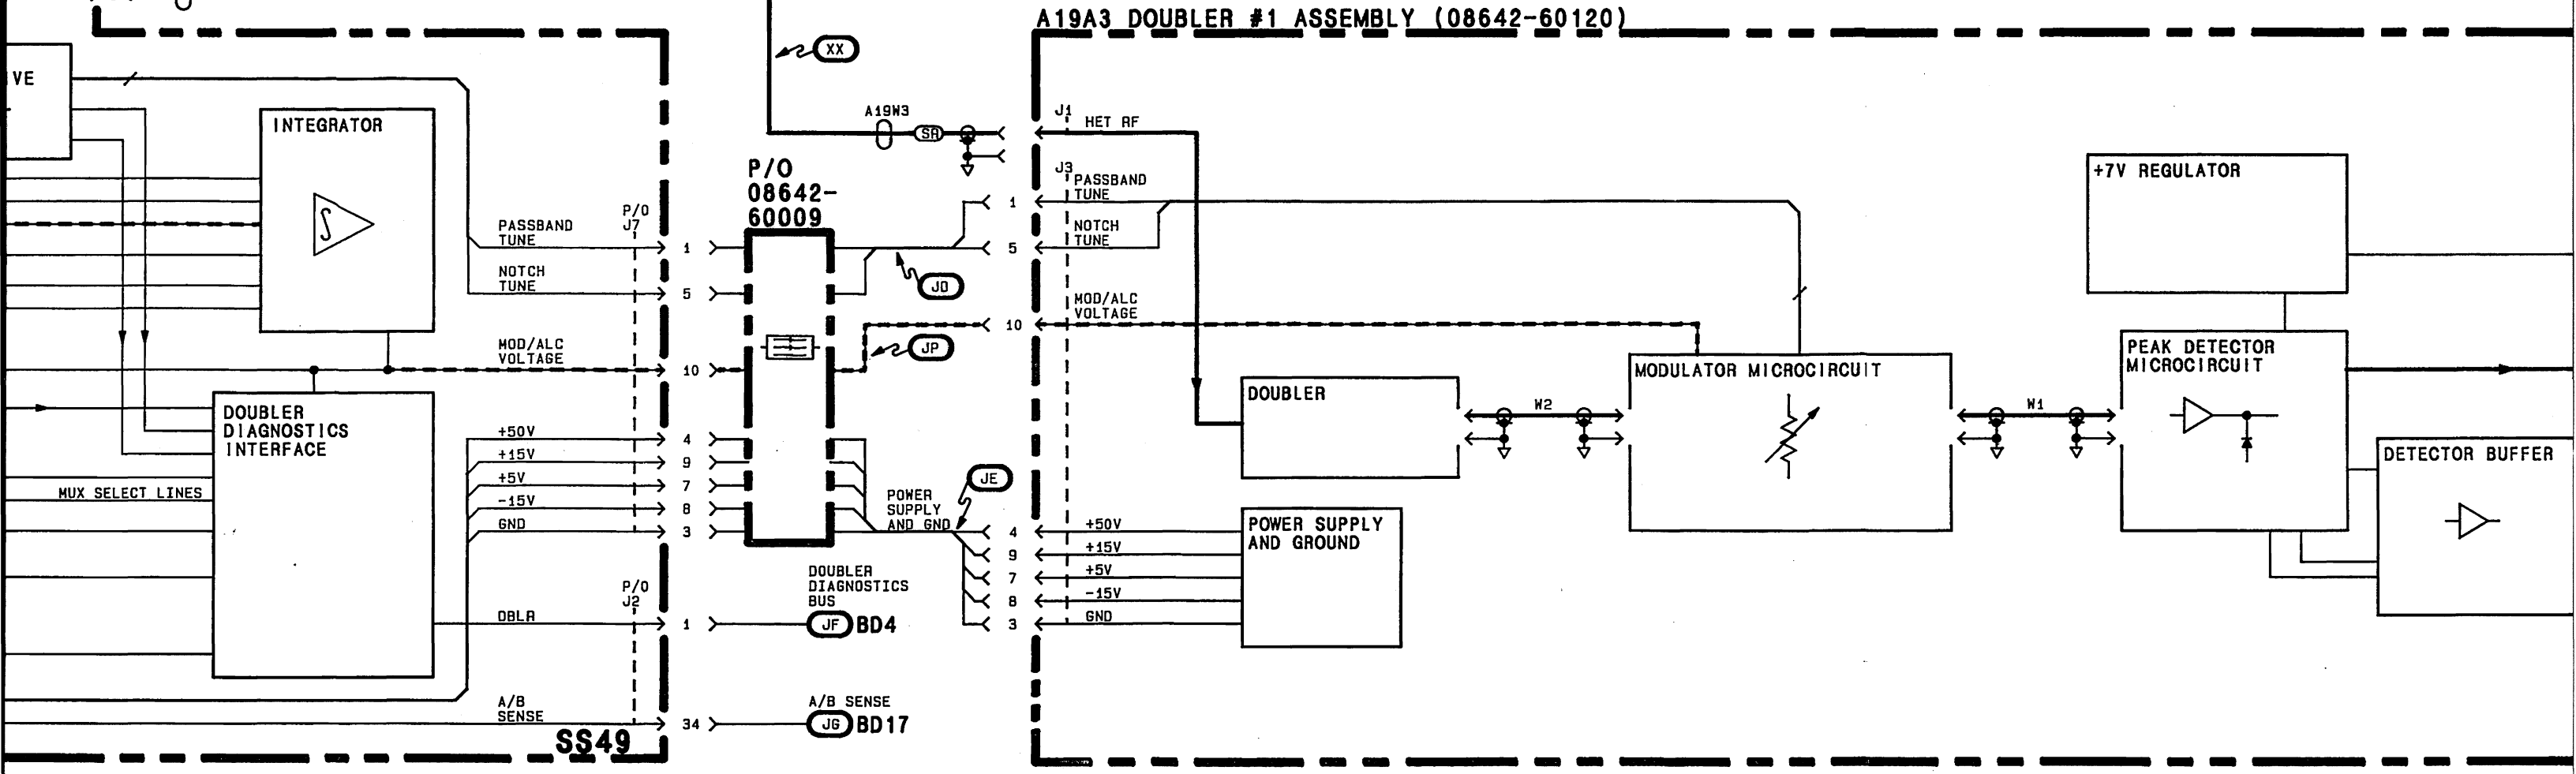 A19A3 DOUBLER #1 ASSEMBLY (08642-60120)
IVE
INTEGRATOR
PASSBAND
TUNE
NOTCH
TUNE
P/O
J7
1
5
MOD/ALC
VOLTAGE
10
DOUBLER
DIAGNOSTICS
INTERFACE
MUX SELECT LINES
+50V
4
+15V
9
+5V
7
-15V
8
GND
3
P/O
J2
DBLR
1
A/B
SENSE
34
SS49
XX
A19W3
SR
P/O
08642-
60009
JD
JP
JE
POWER
SUPPLY
AND GND
DOUBLER
DIAGNOSTICS
BUS
JF BD4
A/B SENSE
JG BD17
J1
HET RF
J3
PASSBAND
TUNE
1
NOTCH
TUNE
5
MOD/ALC
VOLTAGE
10
4 +50V
9 +15V
7 +5V
8 -15V
3 GND
DOUBLER
POWER SUPPLY
AND GROUND
W2
MODULATOR MICROCIRCUIT
W1
+7V REGULATOR
PEAK DETECTOR
MICROCIRCUIT
DETECTOR BUFFER